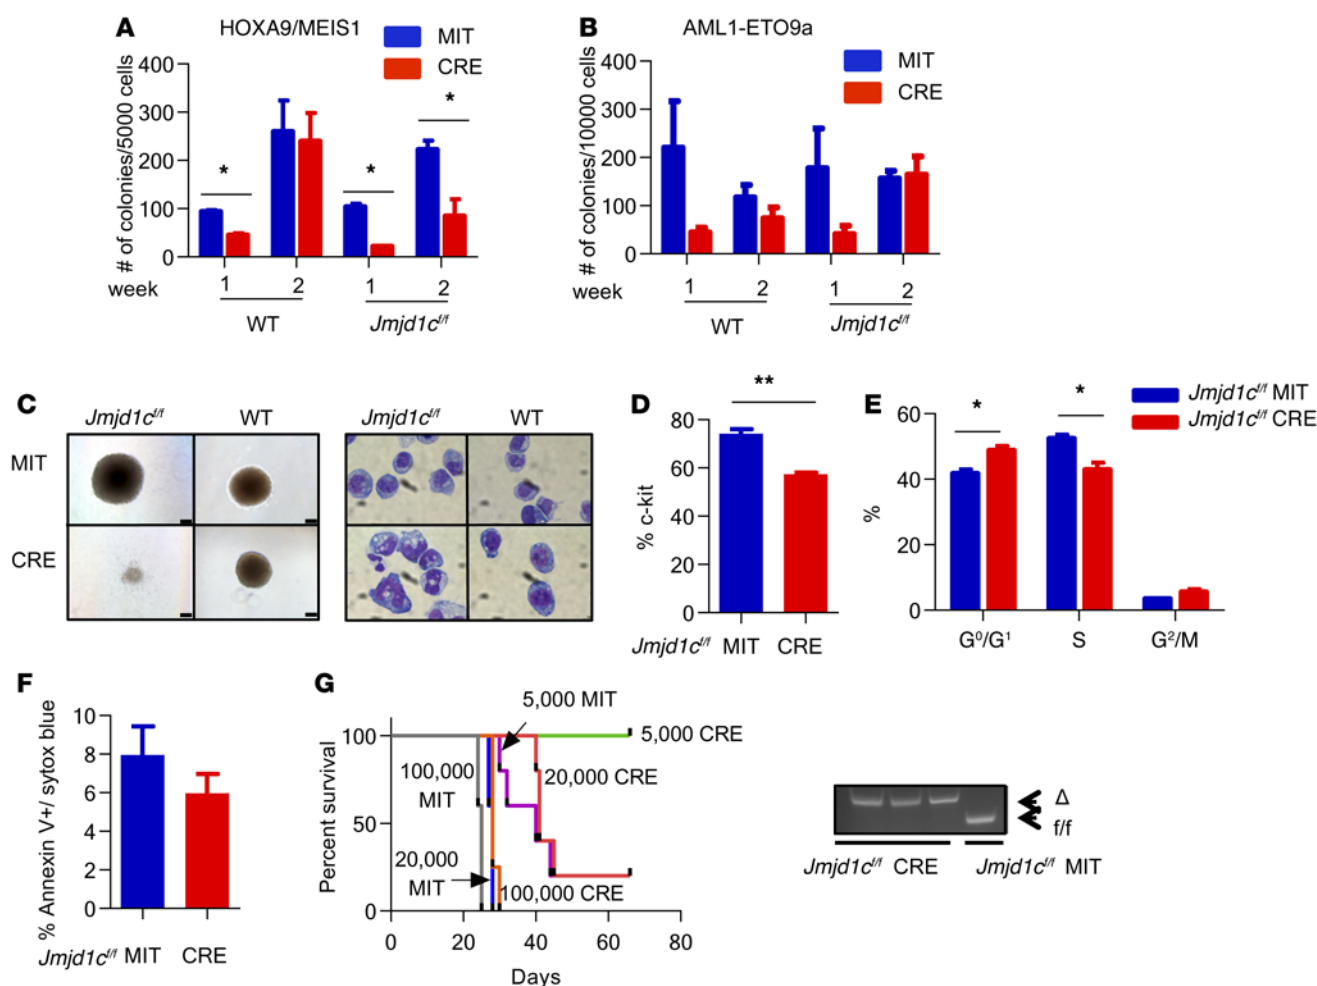 A
HOXA9/MEIS1
MIT
CRE
# of colonies/5000 cells
400
300
200
100
0
*
*
*
week
1
2
1
2
WT
Jmjd1c^f/f
B
AML1-ETO9a
MIT
CRE
# of colonies/10000 cells
400
300
200
100
0
week
1
2
1
2
WT
Jmjd1c^f/f
C
Jmjd1c^f/f
WT
Jmjd1c^f/f
WT
MIT
CRE
D
**
% c-kit
80
60
40
20
0
Jmjd1c^f/f MIT CRE
E
Jmjd1c^f/f MIT
Jmjd1c^f/f CRE
*
*
%
60
40
20
0
G⁰/G¹
S
G²/M
F
% Annexin V+/ sytox blue
10
8
6
4
2
0
Jmjd1c^f/f MIT CRE
G
Percent survival
100
50
0
5,000 MIT
5,000 CRE
100,000
MIT
20,000 CRE
20,000
MIT
100,000 CRE
0
20
40
60
80
Days
Δ
f/f
Jmjd1c^f/f CRE
Jmjd1c^f/f MIT